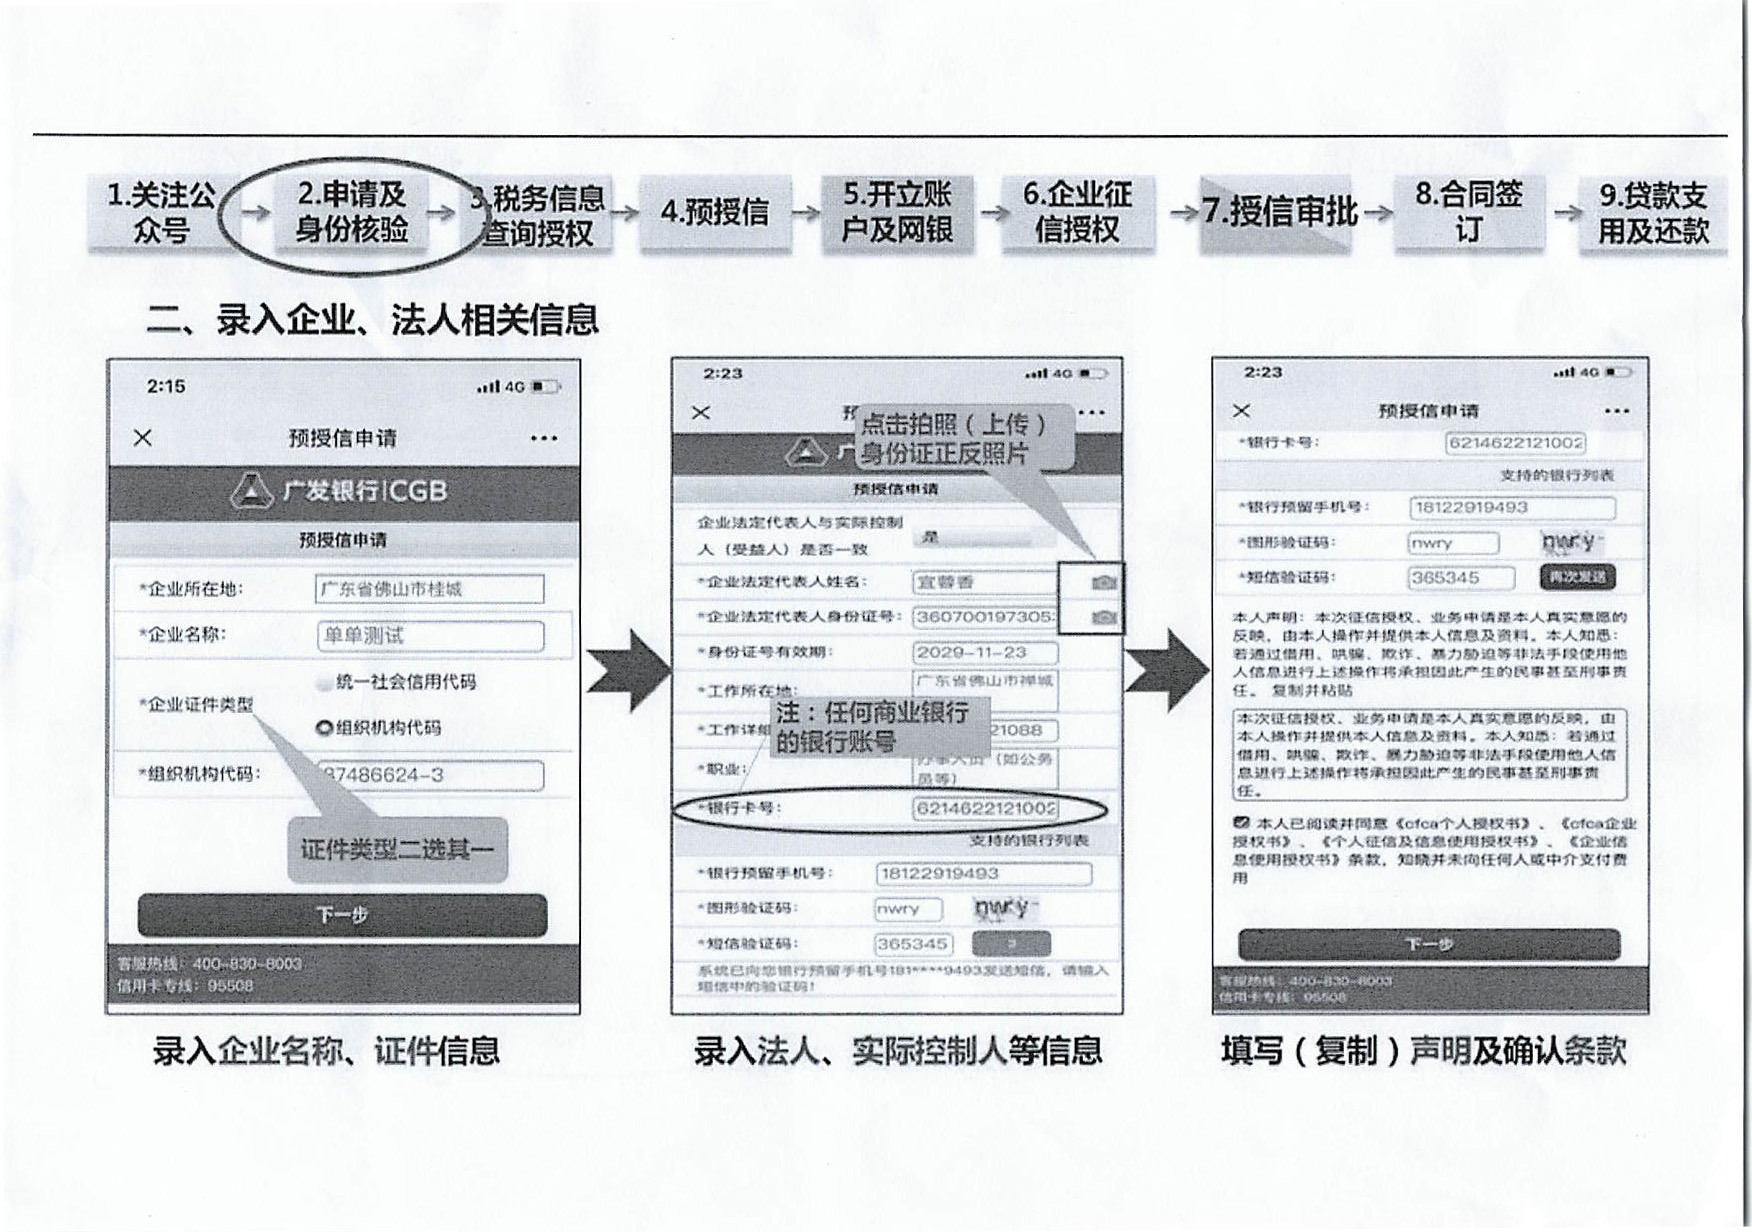 1.关注公
众号
2.申请及
身份核验
3.税务信息
查询授权
4.预授信
5.开立账
户及网银
6.企业征
信授权
7.授信审批
8.合同签
订
9.贷款支
用及还款
二、录入企业、法人相关信息
2:15
4G
预授信申请
广发银行|CGB
预授信申请
*企业所在地:
广东省佛山市桂城
*企业名称:
单单测试
*企业证件类型
统一社会信用代码
组织机构代码
*组织机构代码:
87486624-3
证件类型二选其一
下一步
客服热线: 400-830-8003
信用卡专线: 95508
录入企业名称、证件信息
2:23
4G
点击拍照(上传)
身份证正反照片
预授信申请
企业法定代表人与实际控制
人(受益人)是否一致
是
*企业法定代表人姓名:
宣蓉香
*企业法定代表人身份证号:
360700197305
*身份证号有效期:
2029-11-23
*工作所在地:
广东省佛山市禅城
注:任何商业银行
的银行账号
*工作详细
21088
*职业:
办事人员(如公务
员等)
*银行卡号:
6214622121002
支持的银行列表
*银行预留手机号:
18122919493
*图形验证码:
nwry
nwry
*短信验证码:
365345
3
系统已向您银行预留手机号181****9493发送短信, 请输入
短信中的验证码!
录入法人、实际控制人等信息
2:23
4G
预授信申请
*银行卡号:
6214622121002
支持的银行列表
*银行预留手机号:
18122919493
*图形验证码:
nwry
nwry
*短信验证码:
365345
再次发送
本人声明: 本次征信授权、业务申请是本人真实意愿的
反映, 由本人操作并提供本人信息及资料。本人知悉:
若通过借用、哄骗、欺诈、暴力胁迫等非法手段使用他
人信息进行上述操作将承担因此产生的民事甚至刑事责
任。 复制并粘贴
本次征信授权、业务申请是本人真实意愿的反映, 由
本人操作并提供本人信息及资料。本人知悉: 若通过
借用、哄骗、欺诈、暴力胁迫等非法手段使用他人信
息进行上述操作将承担因此产生的民事甚至刑事责
任。
本人已阅读并同意《cfca个人授权书》、《cfca企业
授权书》、《个人征信及信息使用授权书》、《企业信
息使用授权书》条款, 知晓并未向任何人或中介支付费
用
下一步
客服热线: 400-830-8003
信用卡专线: 95508
填写(复制)声明及确认条款